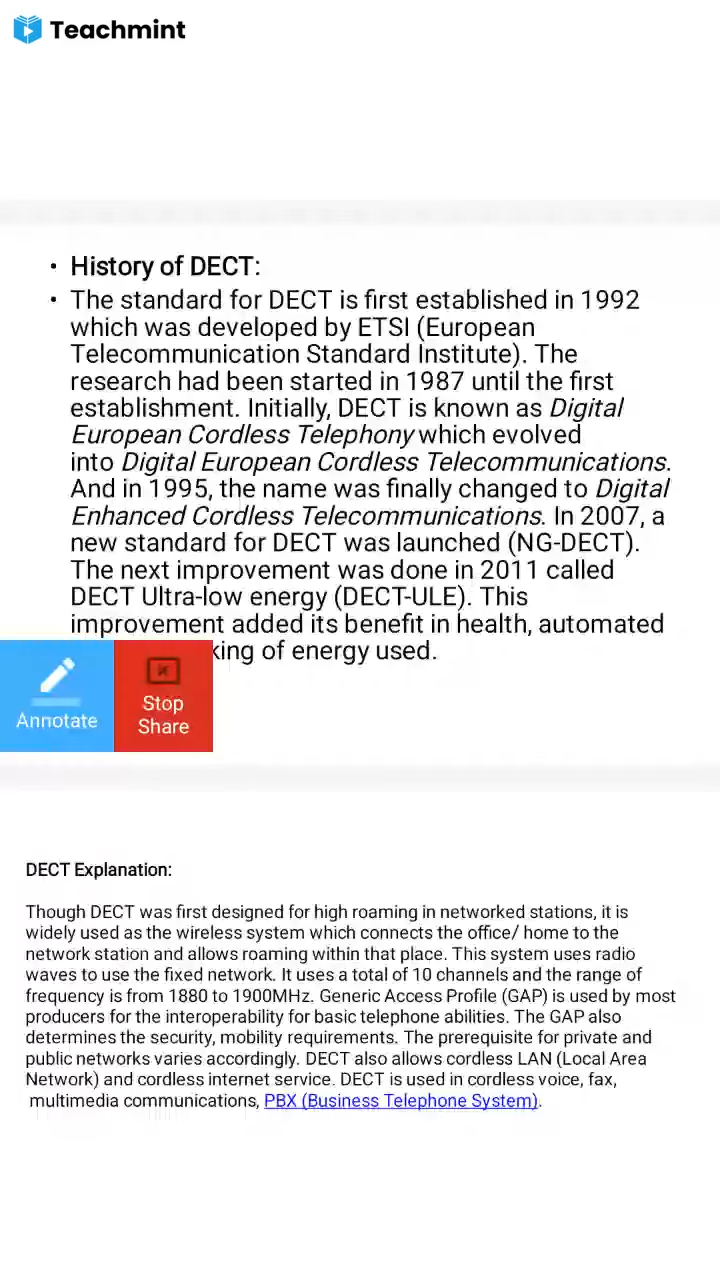 Teachmint
• History of DECT:
• The standard for DECT is first established in 1992
which was developed by ETSI (European
Telecommunication Standard Institute). The
research had been started in 1987 until the first
establishment. Initially, DECT is known as Digital
European Cordless Telephony which evolved
into Digital European Cordless Telecommunications.
And in 1995, the name was finally changed to Digital
Enhanced Cordless Telecommunications. In 2007, a
new standard for DECT was launched (NG-DECT).
The next improvement was done in 2011 called
DECT Ultra-low energy (DECT-ULE). This
improvement added its benefit in health, automated
of energy used.
Annotate
Stop
Share
DECT Explanation:
Though DECT was first designed for high roaming in networked stations, it is
widely used as the wireless system which connects the office/ home to the
network station and allows roaming within that place. This system uses radio
waves to use the fixed network. It uses a total of 10 channels and the range of
frequency is from 1880 to 1900MHz. Generic Access Profile (GAP) is used by most
producers for the interoperability for basic telephone abilities. The GAP also
determines the security, mobility requirements. The prerequisite for private and
public networks varies accordingly. DECT also allows cordless LAN (Local Area
Network) and cordless internet service. DECT is used in cordless voice, fax,
multimedia communications, PBX (Business Telephone System).